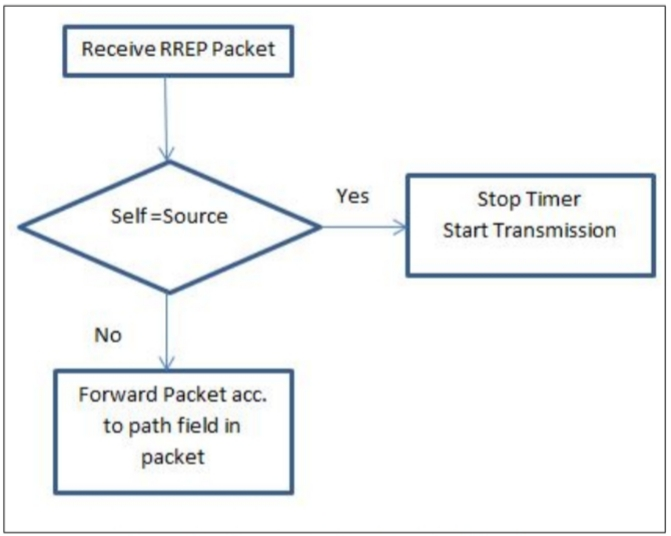 Receive RREP Packet
Self=Source
Yes
Stop Timer
Start Transmission
No
Forward Packet acc.
to path field in
packet